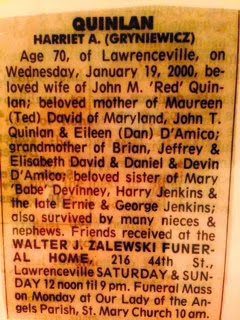 QUINLAN
HARRIET A. (GRYNIEWICZ)
Age 70, of Lawrenceville, on
Wednesday, January 19, 2000, be-
loved wife of John M. 'Red' Quin-
lan; beloved mother of Maureen
(Ted) David of Maryland, John T.
Quinlan & Eileen (Dan) D'Amico;
grandmother of Brian, Jeffrey &
Elisabeth David & Daniel & Devin
D'Amico; beloved sister of Mary
'Babe' Devinney, Harry Jenkins &
the late Ernie & George Jenkins;
also survived by many nieces &
nephews. Friends received at the
WALTER J. ZALEWSKI FUNER-
AL HOME, 216 44th St.,
Lawrenceville SATURDAY & SUN-
DAY 12 noon til 9 pm. Funeral Mass
on Monday at Our Lady of the An-
gels Parish, St. Mary Church 10 am.